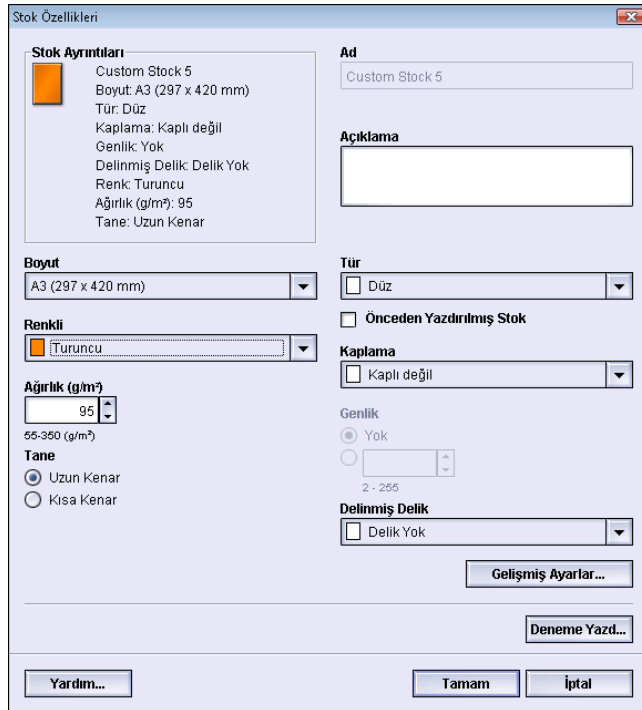 Stok Özellikleri
Stok Ayrıntıları
Custom Stock 5
Boyut: A3 (297 x 420 mm)
Tür: Düz
Kaplama: Kaplı değil
Genlik: Yok
Delinmiş Delik: Delik Yok
Renk: Turuncu
Ağırlık (g/m²): 95
Tane: Uzun Kenar
Ad
Custom Stock 5
Açıklama
Boyut
A3 (297 x 420 mm)
Renkli
Turuncu
Ağırlık (g/m²)
95
55-350 (g/m²)
Tane
Uzun Kenar
Kısa Kenar
Tür
Düz
Önceden Yazdırılmış Stok
Kaplama
Kaplı değil
Genlik
Yok
2 - 255
Delinmiş Delik
Delik Yok
Gelişmiş Ayarlar...
Deneme Yazd...
Yardım...
Tamam
İptal